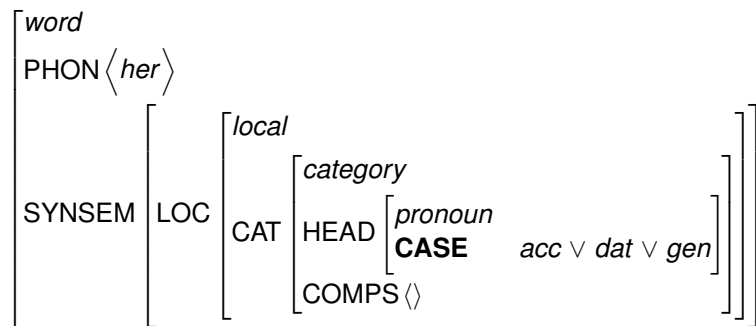 word
PHON ⟨her⟩
local
category
pronoun
SYNSEM LOC CAT HEAD CASE acc ∨ dat ∨ gen
COMPS ⟨⟩